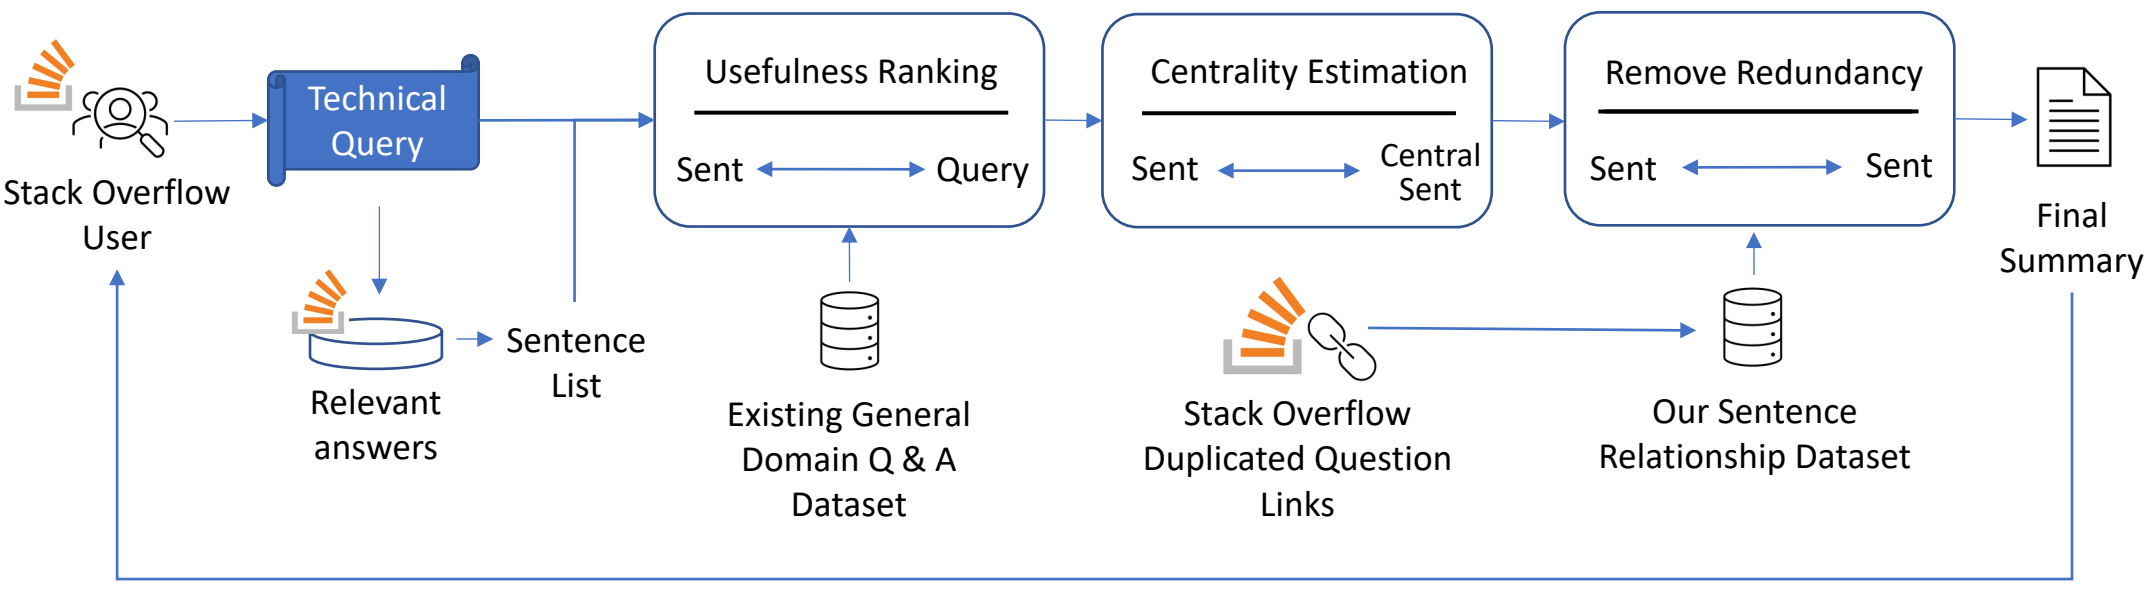 Stack Overflow
User
Technical
Query
Relevant
answers
Sentence
List
Usefulness Ranking
Sent
Query
Existing General
Domain Q & A
Dataset
Centrality Estimation
Sent
Central
Sent
Stack Overflow
Duplicated Question
Links
Remove Redundancy
Sent
Sent
Our Sentence
Relationship Dataset
Final
Summary